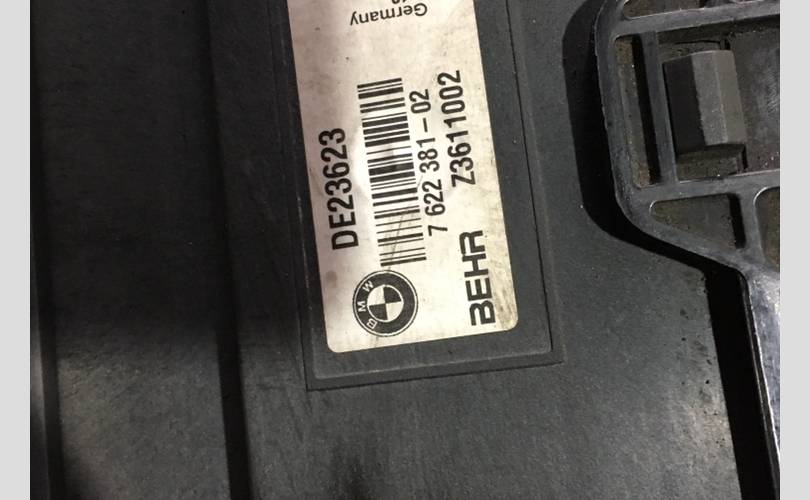 Germany
DE23623
7 622 381-02
BEHR Z3611002
BMW